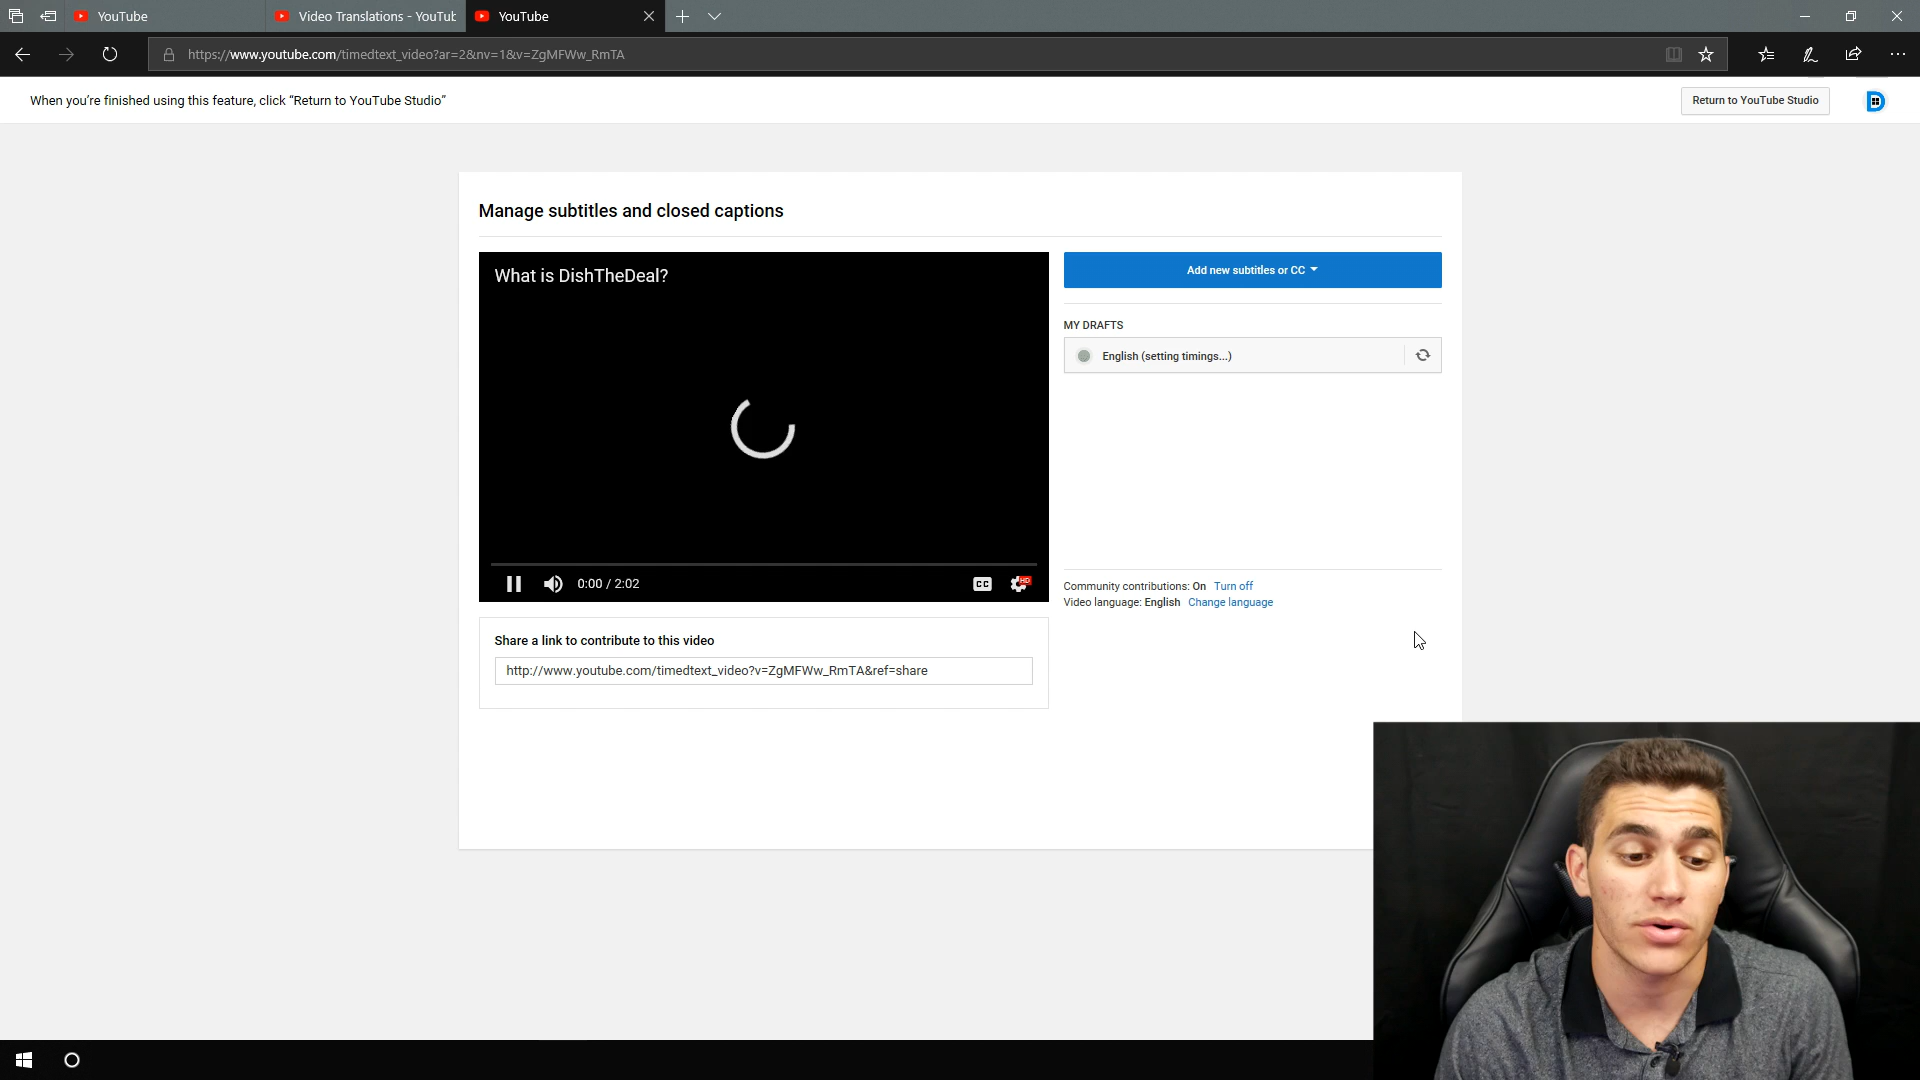 YouTube
Video Translations - YouTut
YouTube
https://www.youtube.com/timedtext_video?ar=2&nv=1&v=ZgMFWw_RmTA
When you're finished using this feature, click “Return to YouTube Studio”
Return to YouTube Studio
Manage subtitles and closed captions
What is DishTheDeal?
Add new subtitles or CC
MY DRAFTS
English (setting timings...)
0:00 / 2:02
CC
HD
Community contributions: On Turn off
Video language: English Change language
Share a link to contribute to this video
http://www.youtube.com/timedtext_video?v=ZgMFWw_RmTA&ref=share